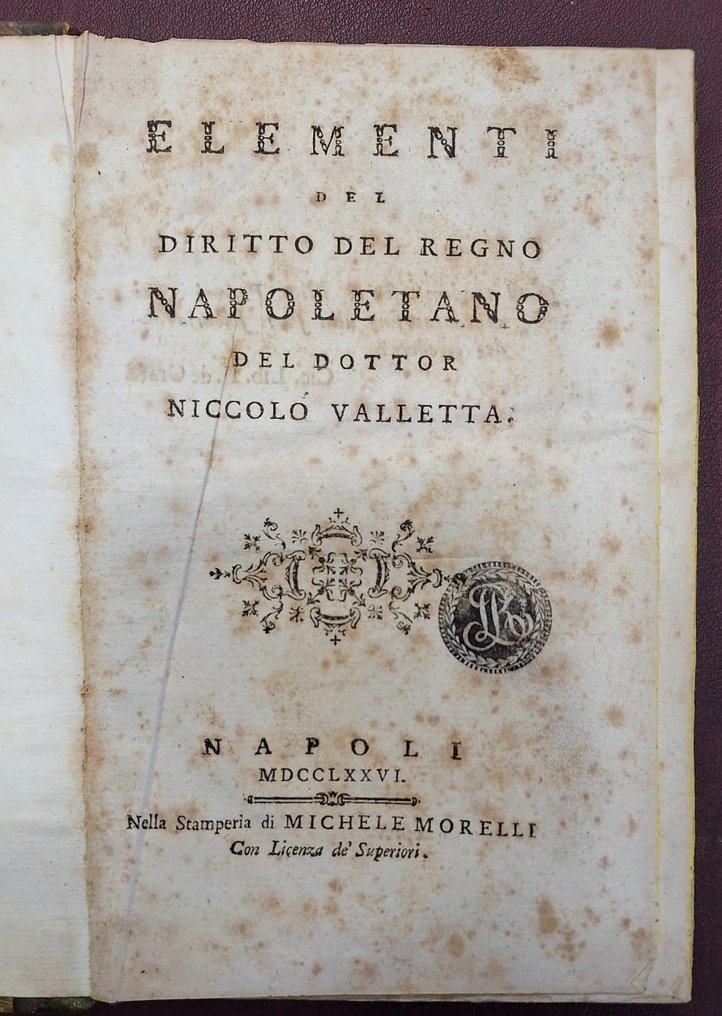 ELEMENTI
DEL
DIRITTO DEL REGNO
NAPOLETANO
DEL DOTTOR
NICCOLÓ VALLETTA.
NAPOLI
MDCCLXXVI.
Nella Stamperia di MICHELE MORELLI
Con Licenza de' Superiori.